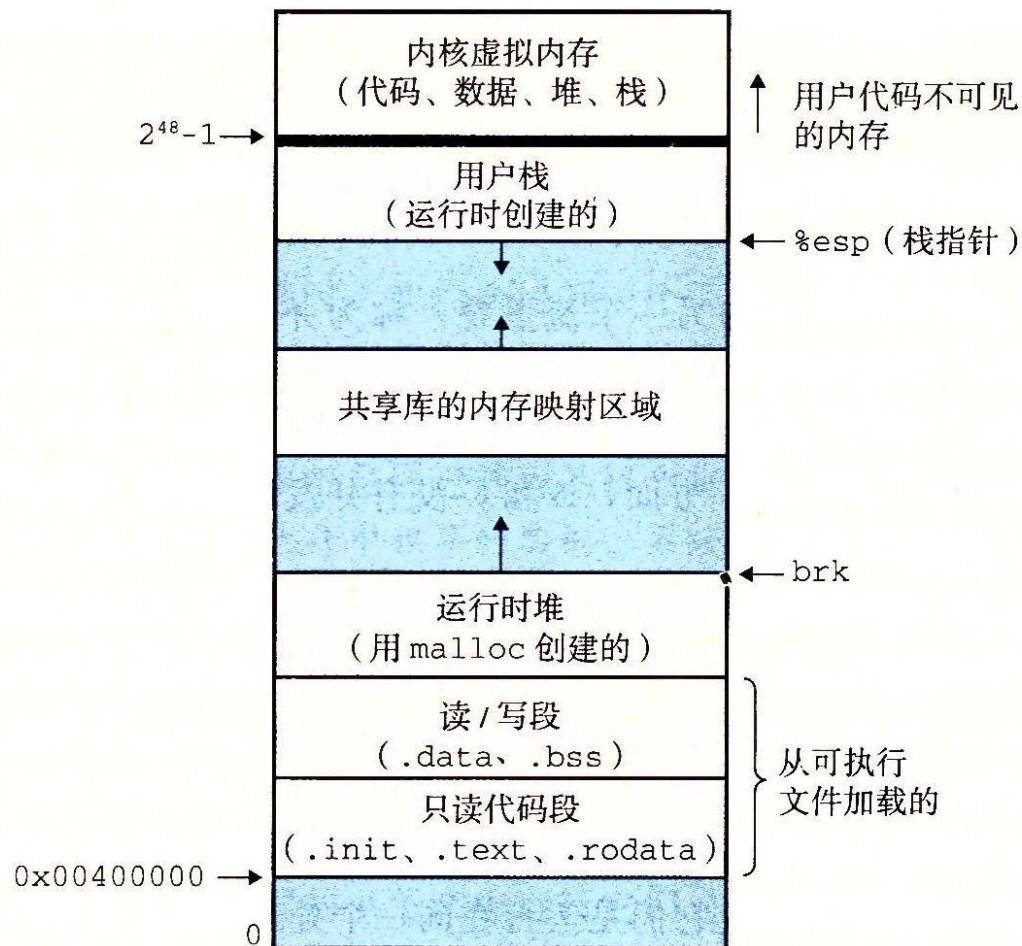 内核虚拟内存
（代码、数据、堆、栈）
用户代码不可见
的内存
2⁴⁸-1
用户栈
（运行时创建的）
%esp（栈指针）
共享库的内存映射区域
brk
运行时堆
（用 malloc 创建的）
读/写段
（.data、.bss）
从可执行
文件加载的
只读代码段
（.init、.text、.rodata）
0x00400000
0